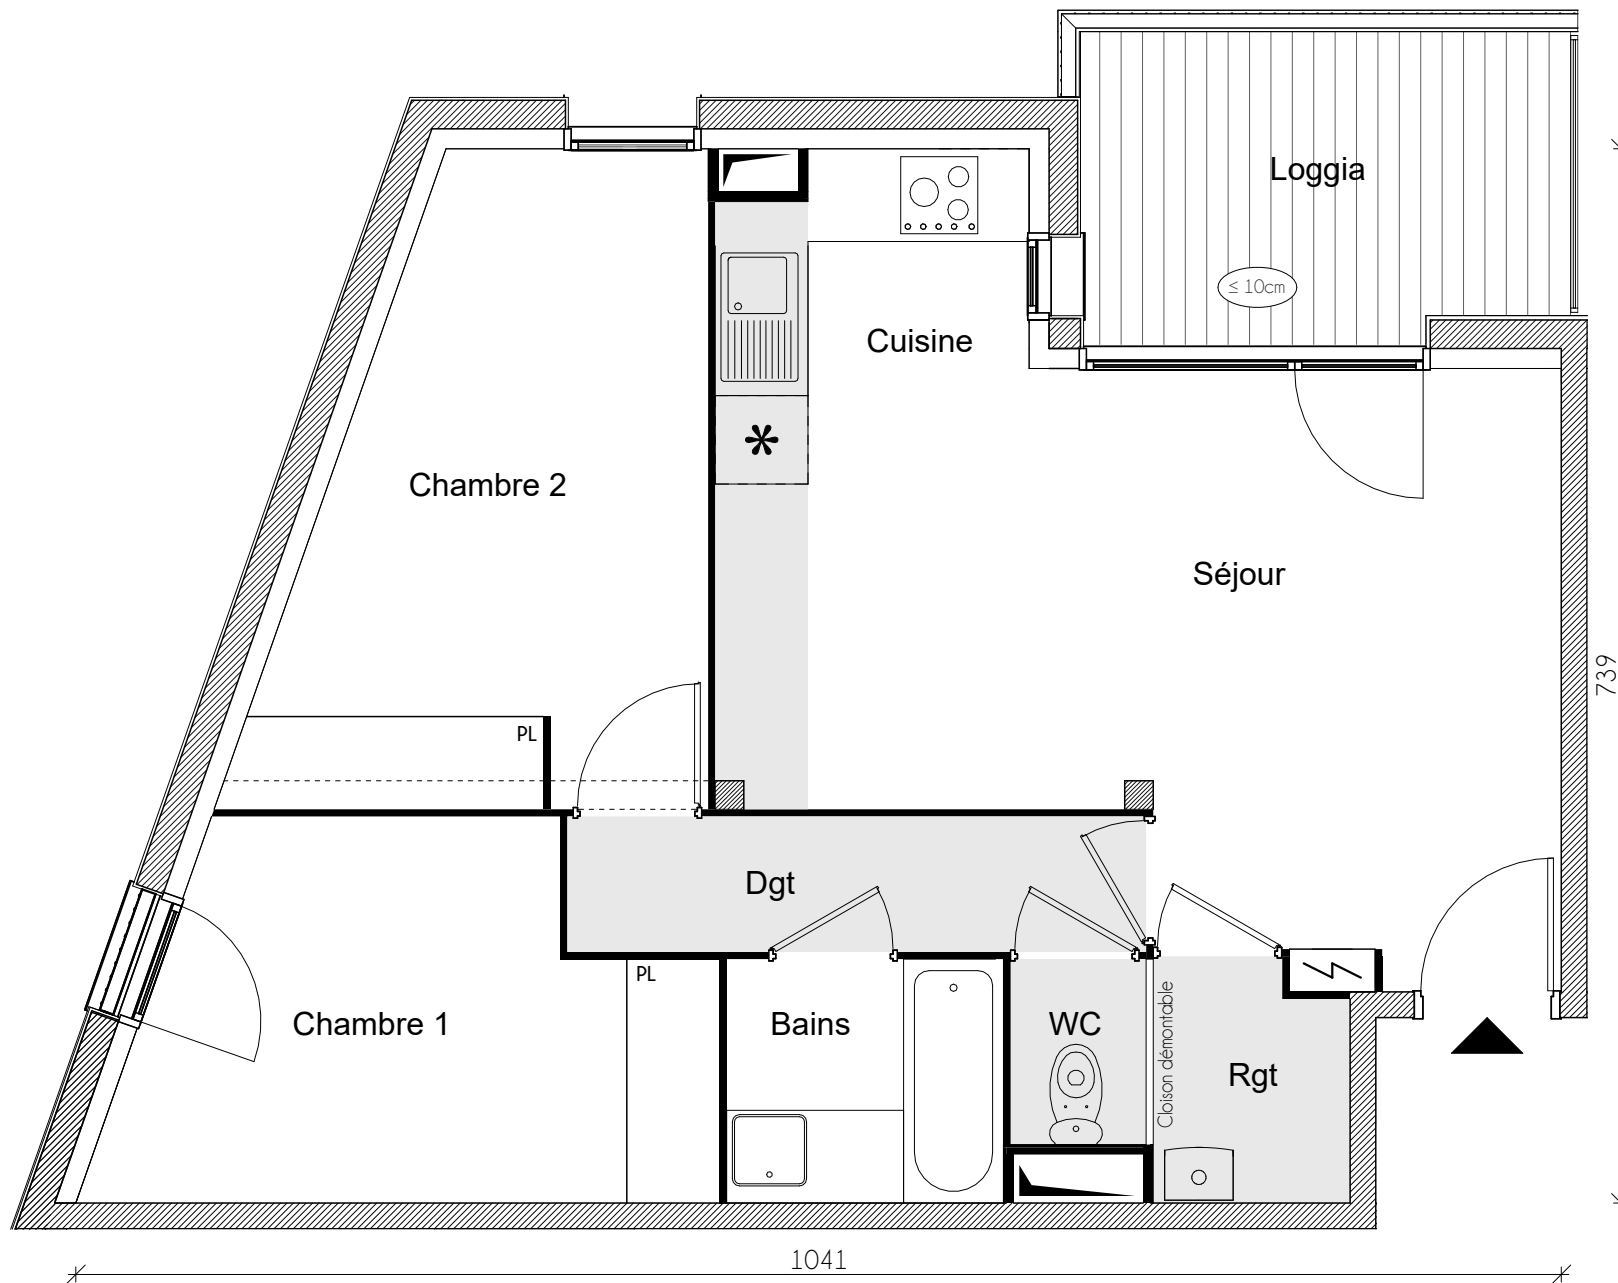 Loggia
≤ 10cm
Cuisine
*
Chambre 2
Séjour
739
PL
Dgt
PL
Chambre 1
Bains
WC
Cloison démontable
Rgt
1041